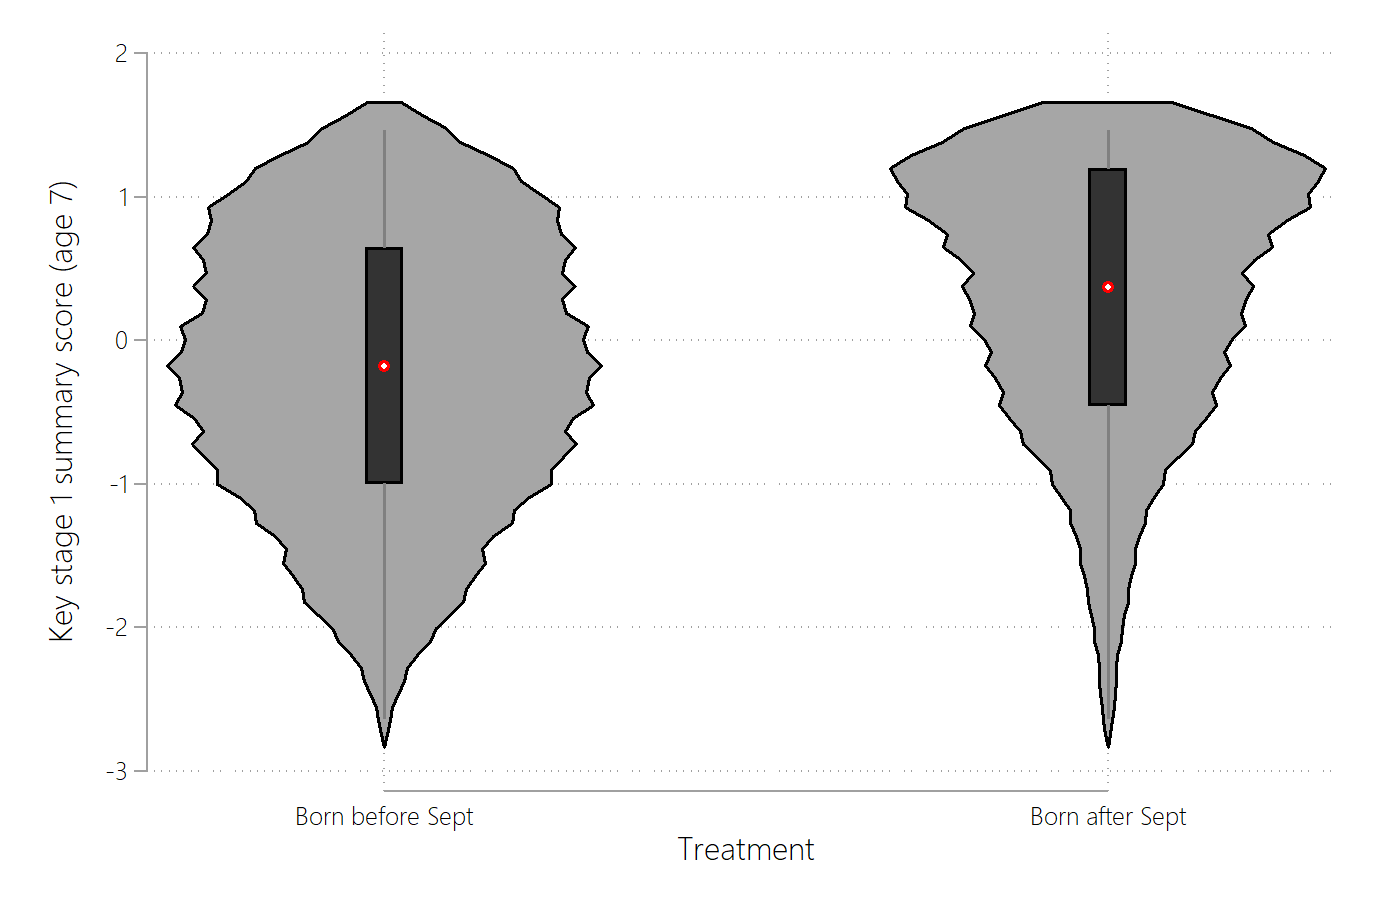 Key stage 1 summary score (age 7)
2
1
0
-1
-2
-3
Born before Sept
Born after Sept
Treatment